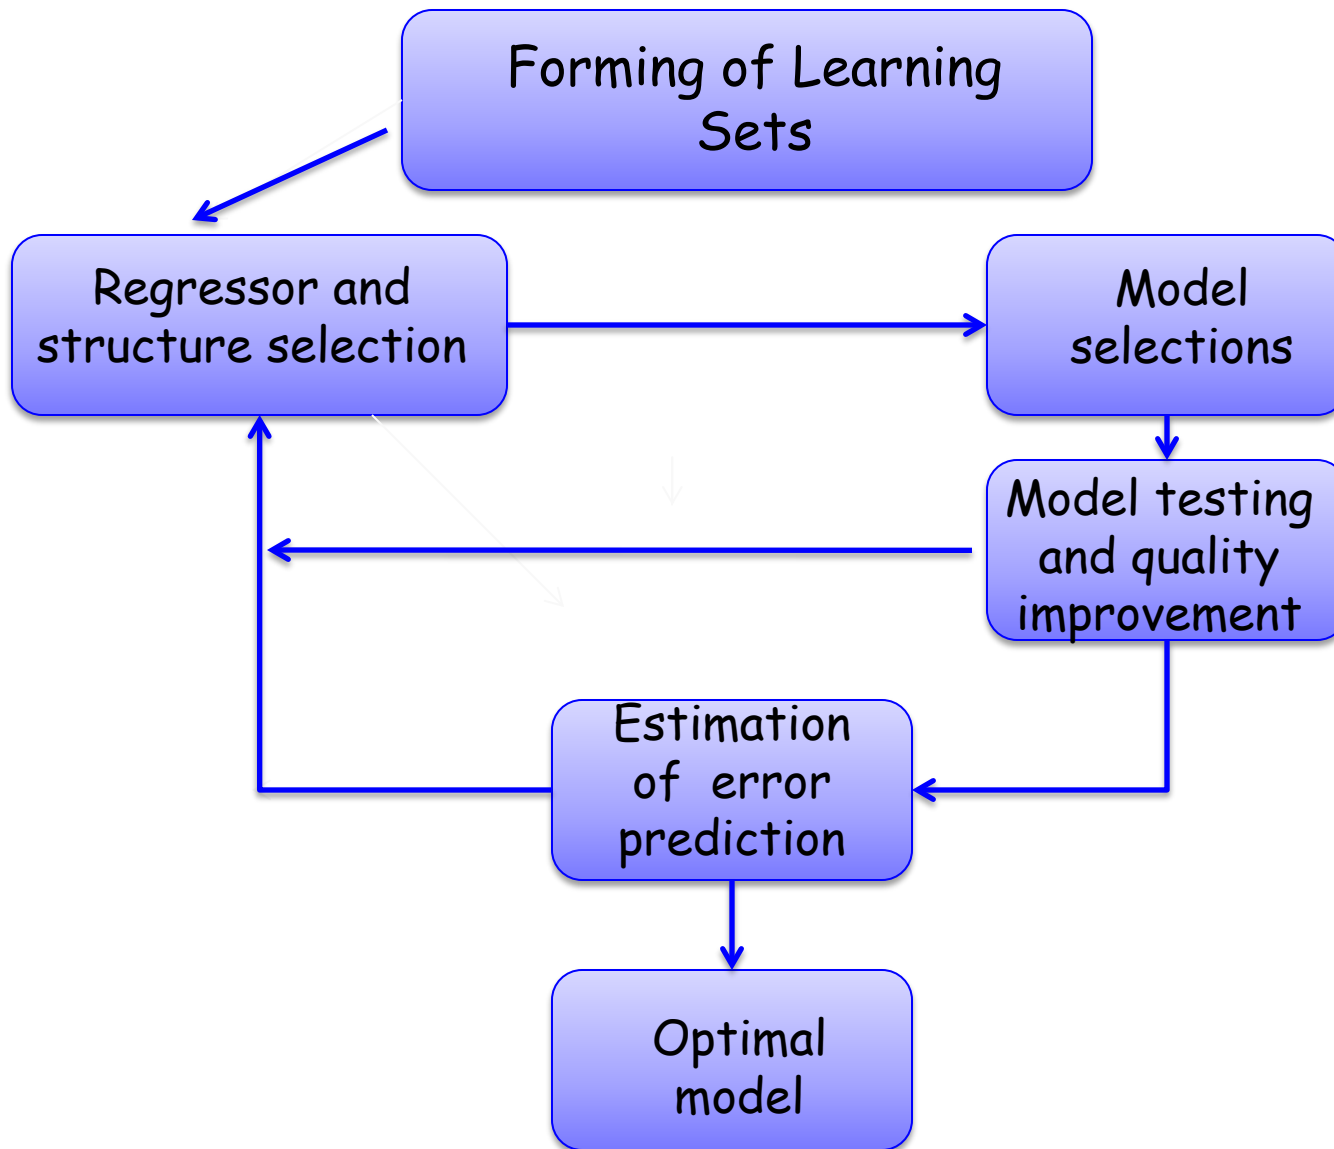 Forming of Learning
Sets
Regressor and
structure selection
Model
selections
Model testing
and quality
improvement
Estimation
of  error
prediction
Optimal
model